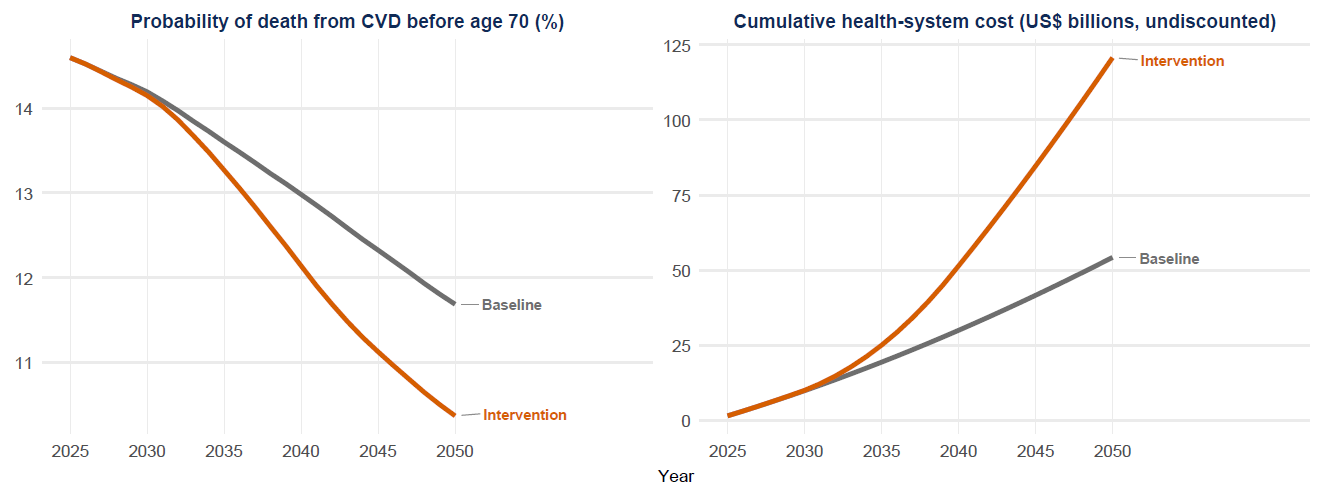 Probability of death from CVD before age 70 (%)
14
13
12
11
Baseline
Intervention
2025 2030 2035 2040 2045 2050
Cumulative health-system cost (US$ billions, undiscounted)
125
100
75
50
25
0
Intervention
Baseline
2025 2030 2035 2040 2045 2050
Year